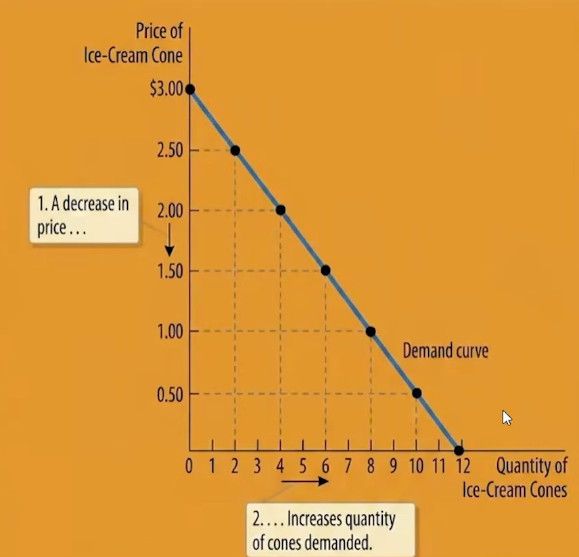 Price of
Ice-Cream Cone
$3.00
2.50
1. A decrease in
price . . .
2.00
1.50
1.00
Demand curve
0.50
0 1 2 3 4 5 6 7 8 9 10 11 12
Quantity of
Ice-Cream Cones
2. . . . Increases quantity
of cones demanded.